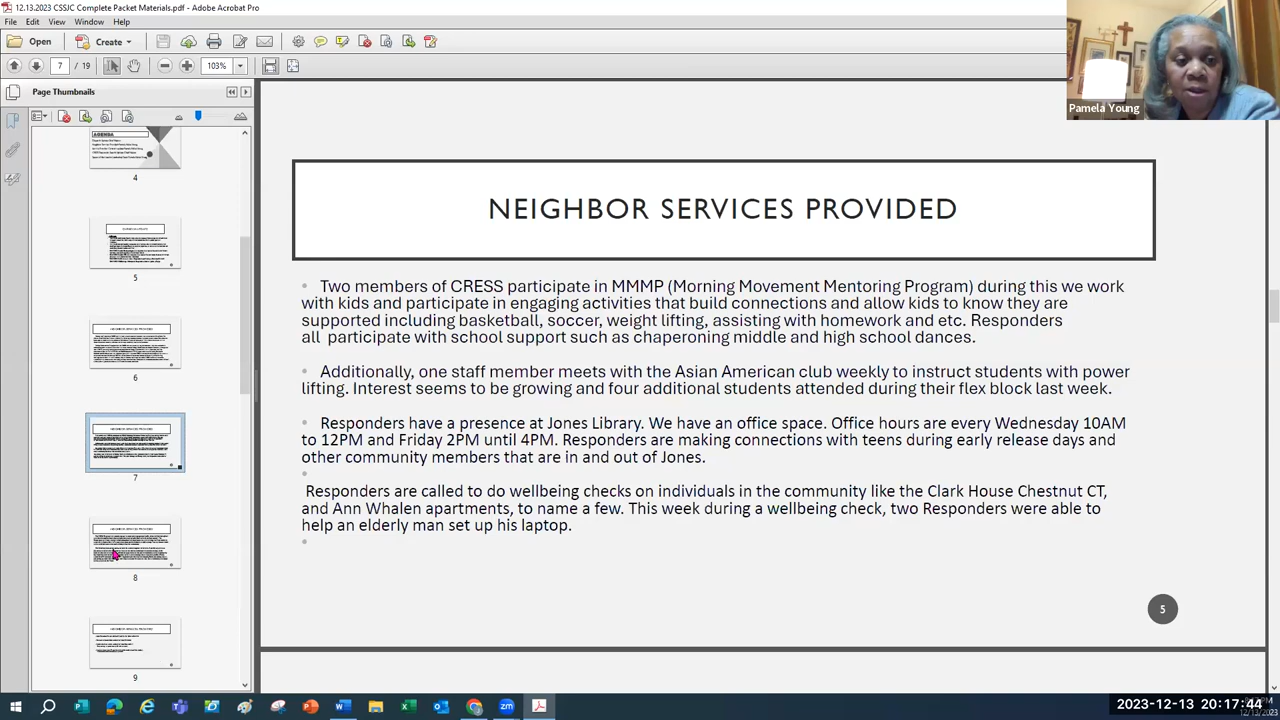 12.13.2023 CSSJC Complete Packet Materials.pdf - Adobe Acrobat Pro
File Edit View Window Help
Open Create
7 / 19 103%
Page Thumbnails
AGENDA
4
5
6
7
8
9
Pamela Young
NEIGHBOR SERVICES PROVIDED
Two members of CRESS participate in MMMP (Morning Movement Mentoring Program) during this we work
with kids and participate in engaging activities that build connections and allow kids to know they are
supported including basketball, soccer, weight lifting, assisting with homework and etc. Responders
all participate with school support such as chaperoning middle and high school dances.
Additionally, one staff member meets with the Asian American club weekly to instruct students with power
lifting. Interest seems to be growing and four additional students attended during their flex block last week.
Responders have a presence at Jones Library. We have an office space. Office hours are every Wednesday 10AM
to 12PM and Friday 2PM until 4PM. Responders are making connections with teens during early release days and
other community members that are in and out of Jones.
Responders are called to do wellbeing checks on individuals in the community like the Clark House Chestnut CT,
and Ann Whalen apartments, to name a few. This week during a wellbeing check, two Responders were able to
help an elderly man set up his laptop.
5
2023-12-13 20:17:44
12/13/2023